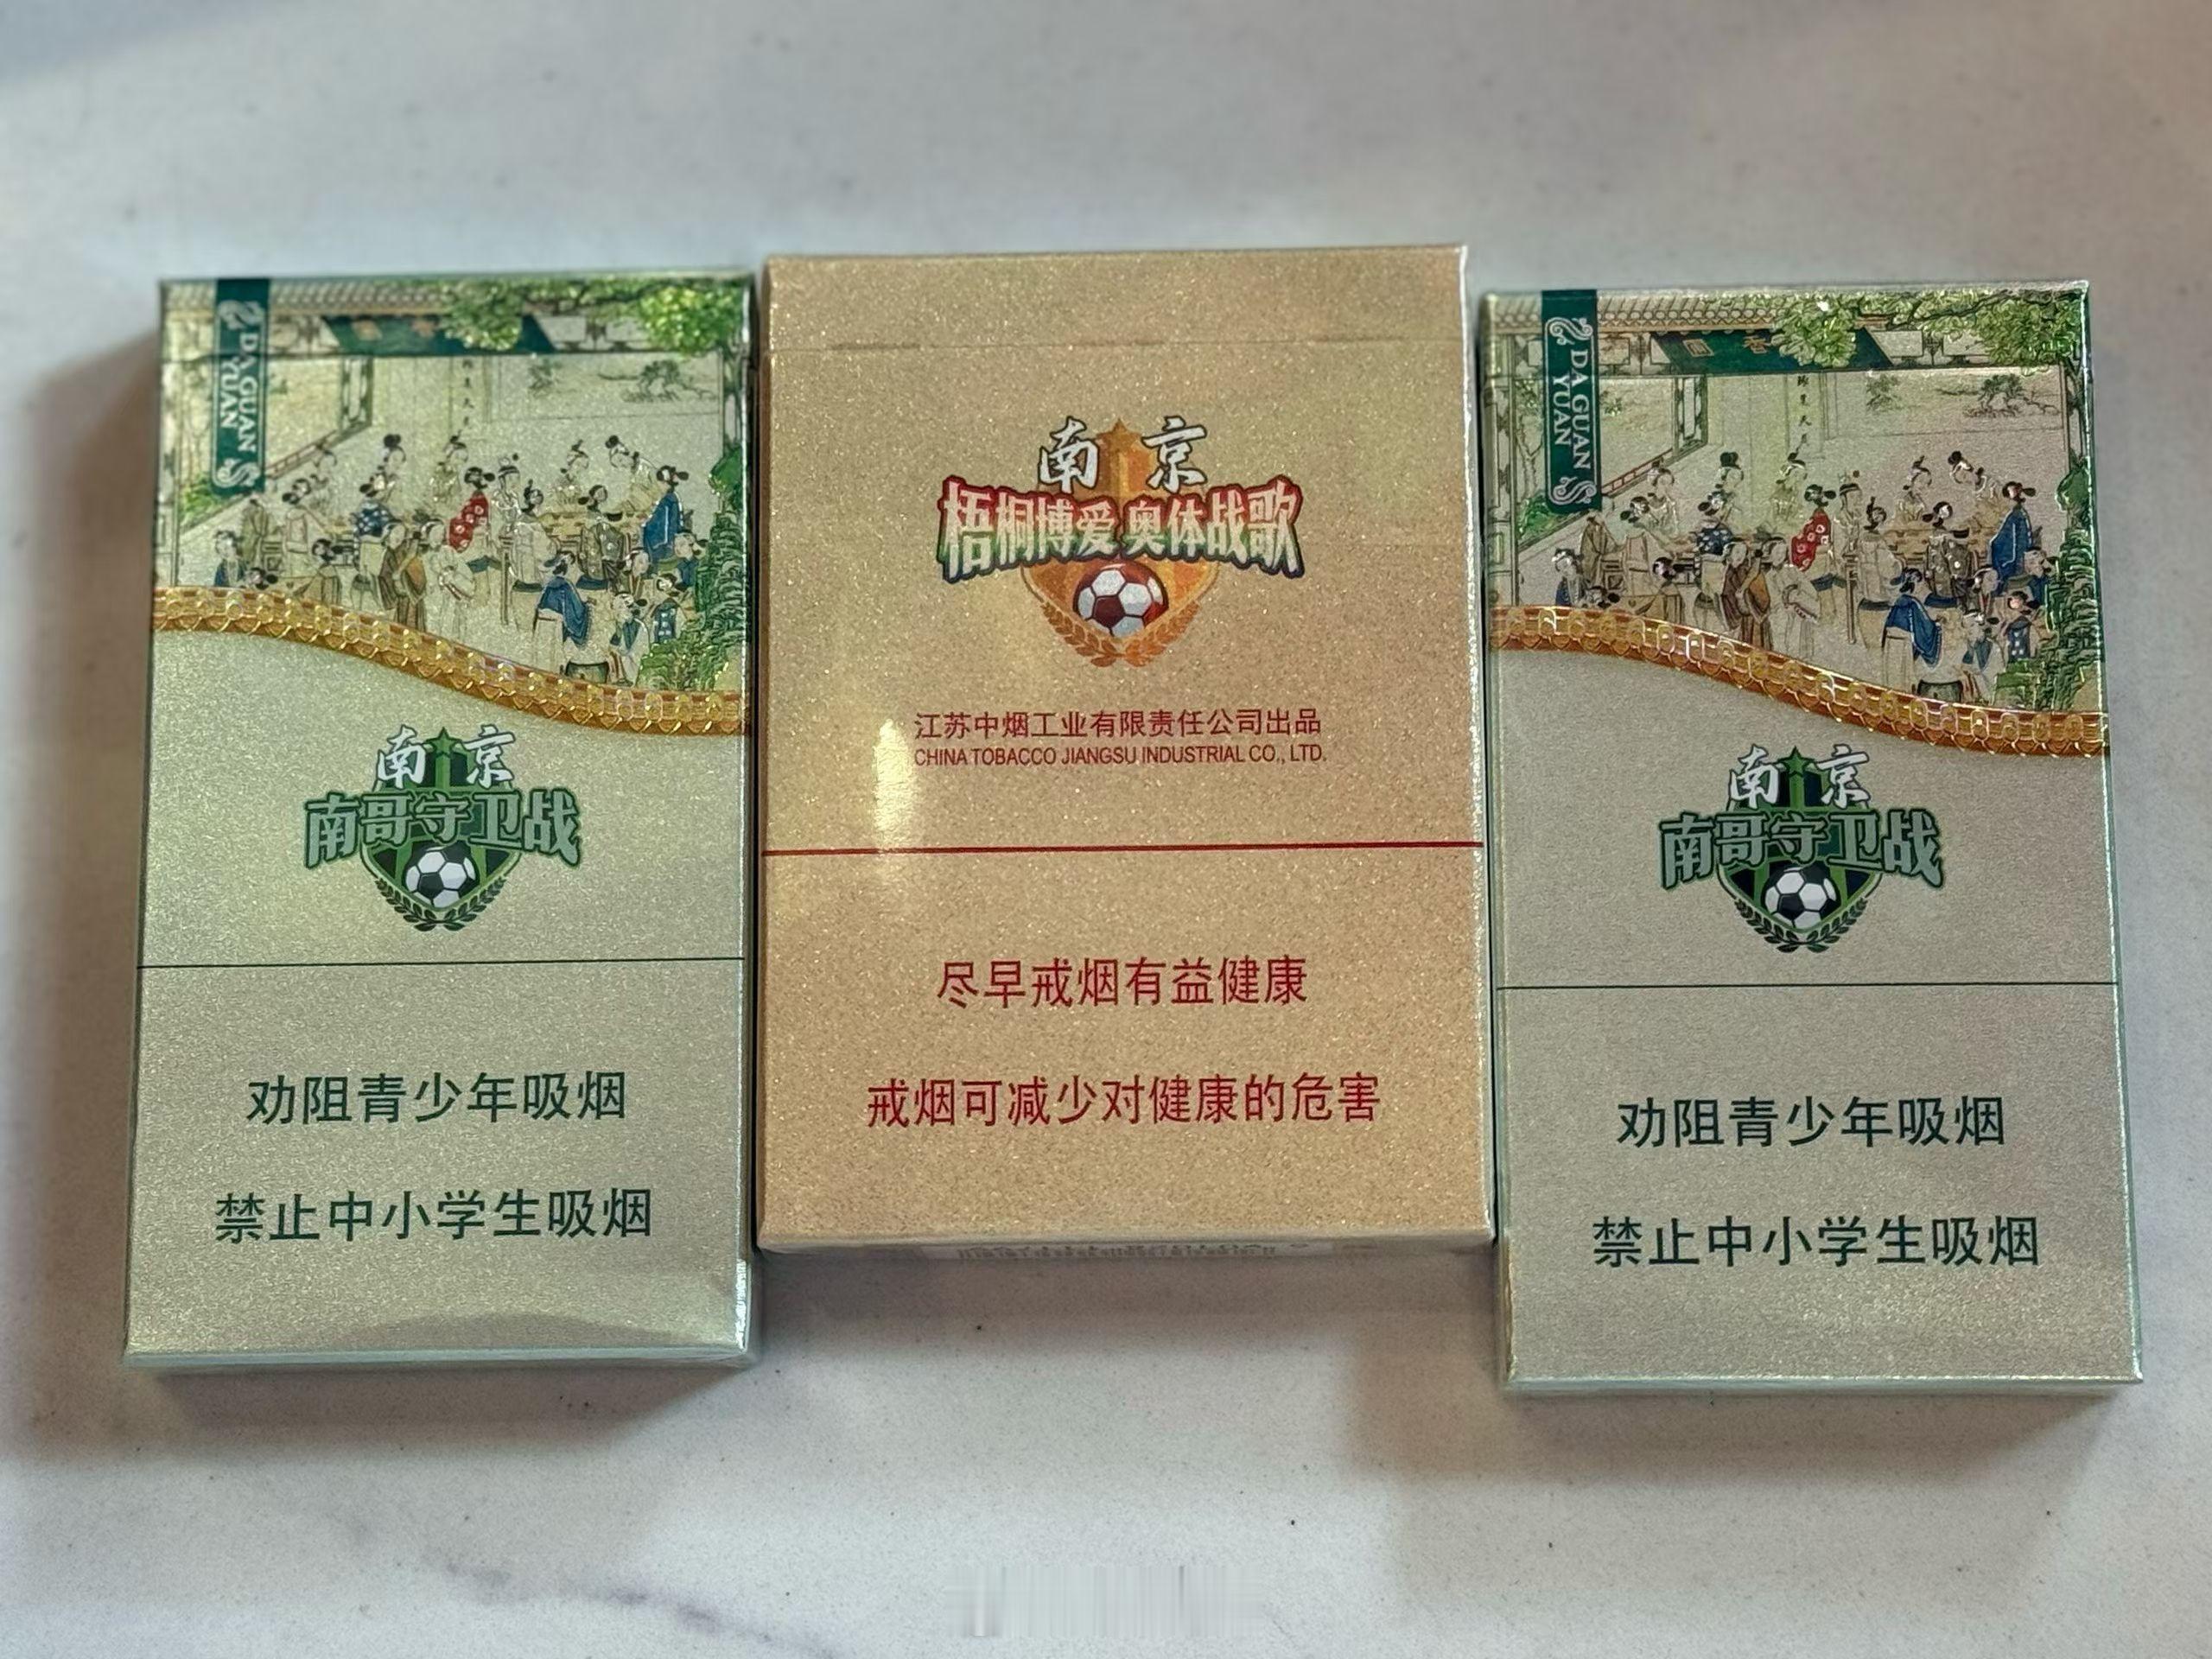 DA GUAN
YUAN
南京
南哥守卫战
劝阻青少年吸烟
禁止中小学生吸烟
南京
梧桐博爱 奥体战歌
江苏中烟工业有限责任公司出品
CHINA TOBACCO JIANGSU INDUSTRIAL CO., LTD.
尽早戒烟有益健康
戒烟可减少对健康的危害
DA GUAN
YUAN
南京
南哥守卫战
劝阻青少年吸烟
禁止中小学生吸烟